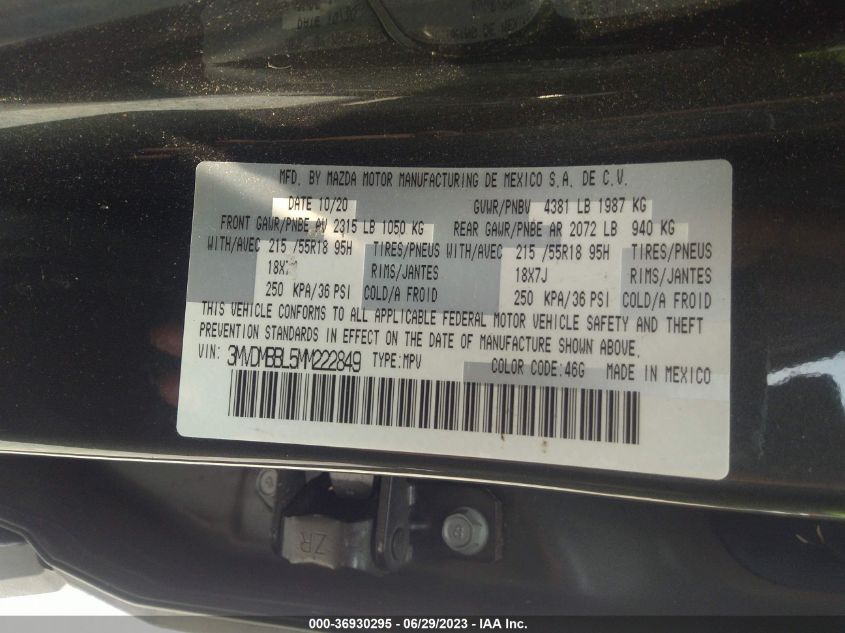 MFD. BY MAZDA MOTOR MANUFACTURING DE MEXICO S.A. DE C.V.
DATE 10/20 GVWR/PNBV 4381 LB 1987 KG
FRONT GAWR/PNBE AV 2315 LB 1050 KG REAR GAWR/PNBE AR 2072 LB 940 KG
WITH/AVEC 215 /55R18 95H TIRES/PNEUS WITH/AVEC 215 /55R18 95H TIRES/PNEUS
RIMS/JANTES 18X7J RIMS/JANTES
250 KPA/36 PSI COLD/A FROID 250 KPA/36 PSI COLD/A FROID
THIS VEHICLE CONFORMS TO ALL APPLICABLE FEDERAL MOTOR VEHICLE SAFETY AND THEFT
PREVENTION STANDARDS IN EFFECT ON THE DATE OF MANUFACTURE SHOWN ABOVE.
VIN: 3MVDMBBL5MM222849 TYPE:MPV COLOR CODE:46G MADE IN MEXICO
ZR
000-36930295 - 06/29/2023 - IAA Inc.